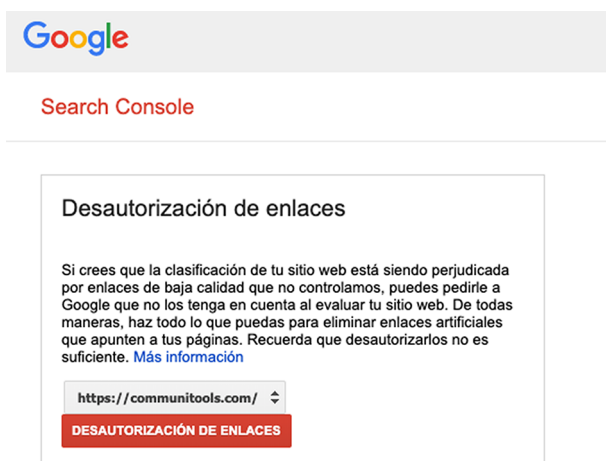 Google
Search Console
Desautorización de enlaces
Si crees que la clasificación de tu sitio web está siendo perjudicada
por enlaces de baja calidad que no controlamos, puedes pedirle a
Google que no los tenga en cuenta al evaluar tu sitio web. De todas
maneras, haz todo lo que puedas para eliminar enlaces artificiales
que apunten a tus páginas. Recuerda que desautorizarlos no es
suficiente. Más información
https://communitools.com/
DESAUTORIZACIÓN DE ENLACES